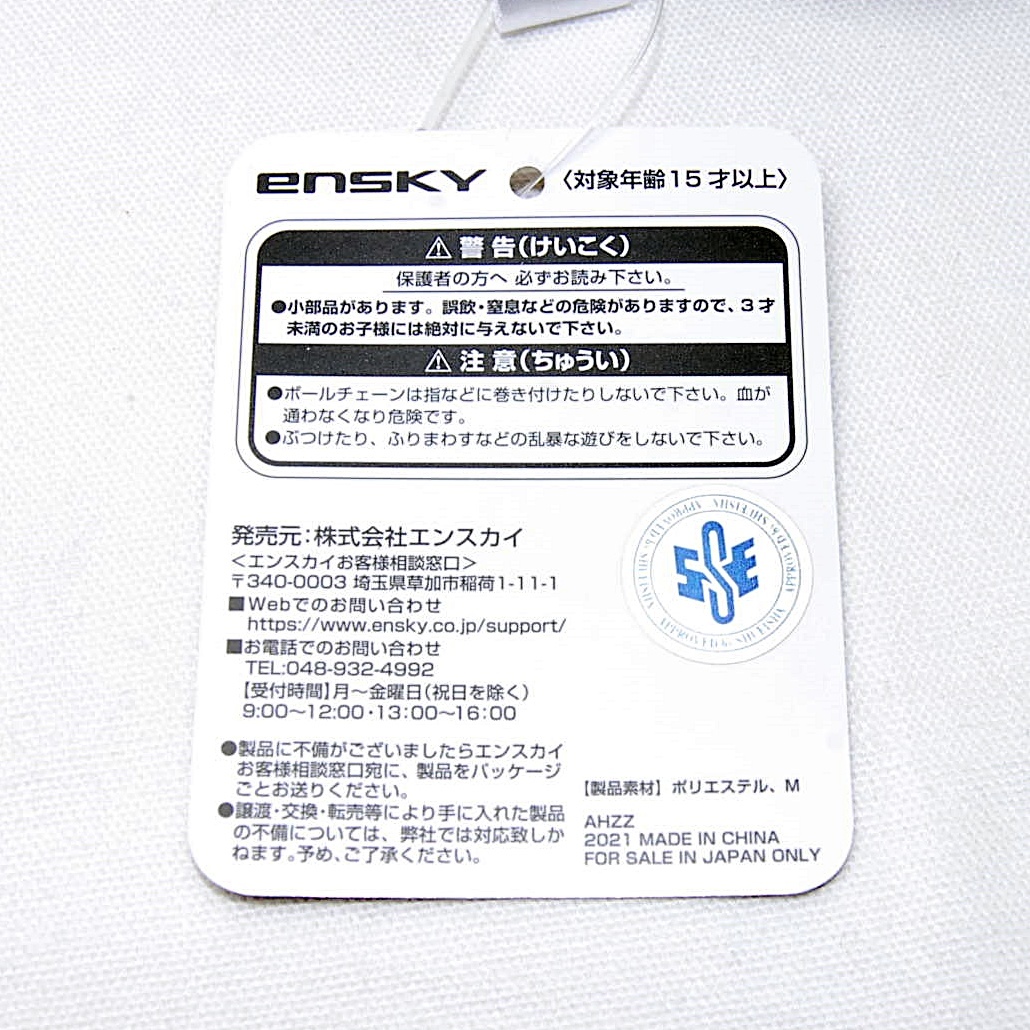 ensky 〈対象年齢15才以上〉
⚠ 警告(けいこく)
保護者の方へ 必ずお読み下さい。
●小部品があります。誤飲・窒息などの危険がありますので、3才
未満のお子様には絶対に与えないで下さい。
⚠ 注意(ちゅうい)
●ボールチェーンは指などに巻き付けたりしないで下さい。血が
通わなくなり危険です。
●ぶつけたり、ふりまわすなどの乱暴な遊びをしないで下さい。
発売元:株式会社エンスカイ
<エンスカイお客様相談窓口>
〒340-0003 埼玉県草加市稲荷1-11-1
■Webでのお問い合わせ
https://www.ensky.co.jp/support/
■お電話でのお問い合わせ
TEL:048-932-4992
【受付時間】月〜金曜日(祝日を除く)
9:00〜12:00・13:00〜16:00
●製品に不備がございましたらエンスカイ
お客様相談窓口宛に、製品をパッケージ
ごとお送りください。
●譲渡・交換・転売等により手に入れた製品
の不備については、弊社では対応致しか
ねます。予め、ご了承ください。
SSE
【製品素材】ポリエステル、M
AHZZ
2021 MADE IN CHINA
FOR SALE IN JAPAN ONLY